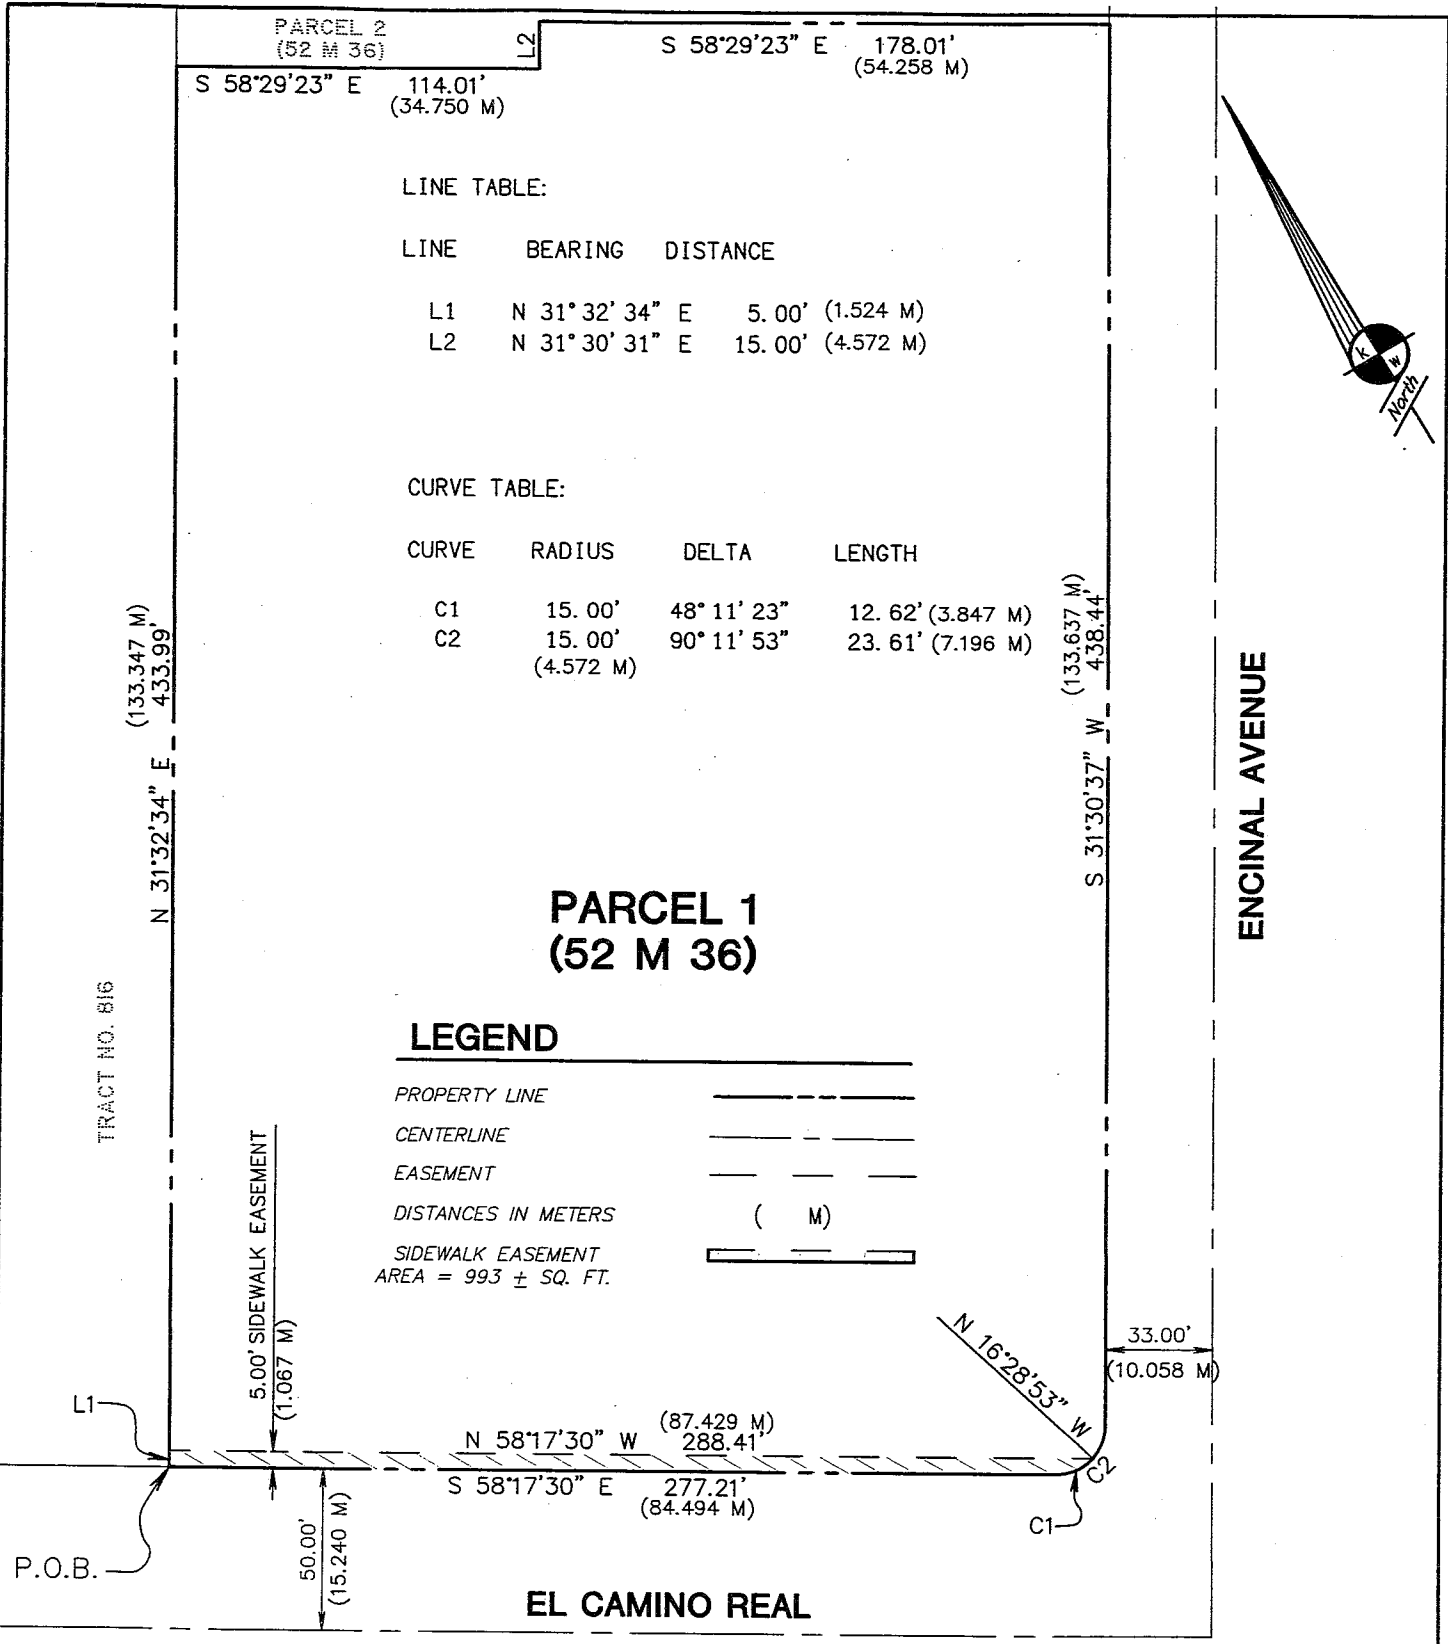 PARCEL 2
(52 M 36)
L2
S 58°29'23" E 178.01'
(54.258 M)
S 58°29'23" E 114.01'
(34.750 M)
LINE TABLE:
LINE BEARING DISTANCE
L1 N 31° 32' 34" E 5.00' (1.524 M)
L2 N 31° 30' 31" E 15.00' (4.572 M)
k w
North
CURVE TABLE:
CURVE RADIUS DELTA LENGTH
C1 15.00' 48° 11' 23" 12.62' (3.847 M)
C2 15.00' 90° 11' 53" 23.61' (7.196 M)
(4.572 M)
(133.347 M)
N 31°32'34" E 433.99'
(133.637 M)
S 31°30'37" W 438.44'
ENCINAL AVENUE
PARCEL 1
(52 M 36)
TRACT NO. 816
LEGEND
PROPERTY LINE
CENTERLINE
EASEMENT
DISTANCES IN METERS ( M)
SIDEWALK EASEMENT
AREA = 993 ± SQ. FT.
5.00' SIDEWALK EASEMENT
(1.067 M)
N 16°28'53" W
33.00'
(10.058 M)
L1
(87.429 M)
N 58°17'30" W 288.41'
S 58°17'30" E 277.21'
(84.494 M)
C2
C1
P.O.B.
50.00'
(15.240 M)
EL CAMINO REAL